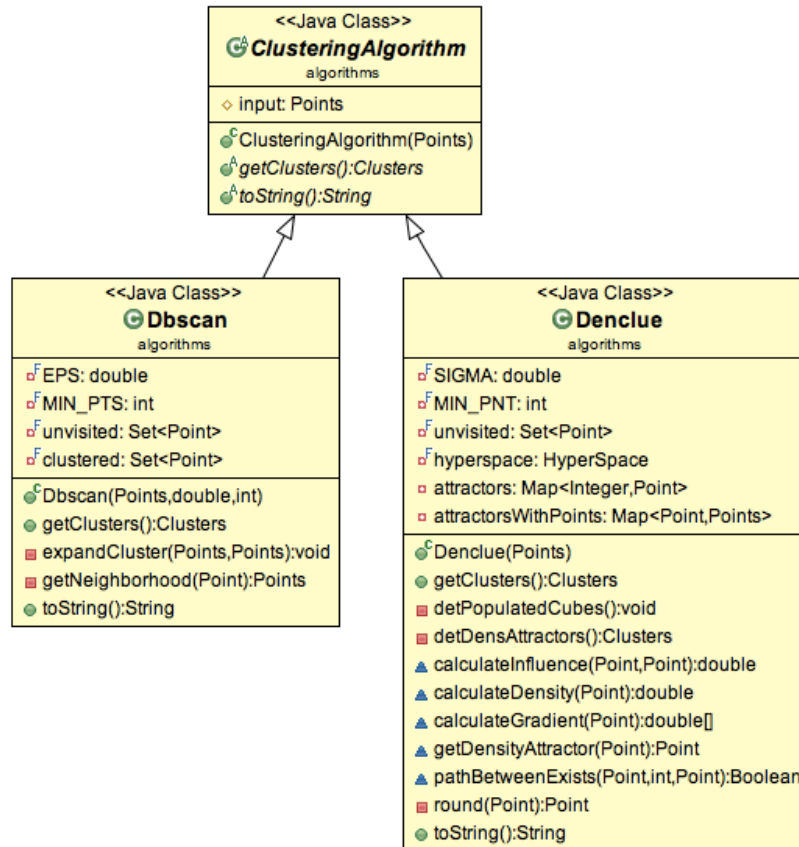 <<Java Class>>
ClusteringAlgorithm
algorithms
input: Points
ClusteringAlgorithm(Points)
getClusters():Clusters
toString():String
<<Java Class>>
Dbscan
algorithms
EPS: double
MIN_PTS: int
unvisited: Set<Point>
clustered: Set<Point>
Dbscan(Points,double,int)
getClusters():Clusters
expandCluster(Points,Points):void
getNeighborhood(Point):Points
toString():String
<<Java Class>>
Denclue
algorithms
SIGMA: double
MIN_PNT: int
unvisited: Set<Point>
hyperspace: HyperSpace
attractors: Map<Integer,Point>
attractorsWithPoints: Map<Point,Points>
Denclue(Points)
getClusters():Clusters
detPopulatedCubes():void
detDensAttractors():Clusters
calculateInfluence(Point,Point):double
calculateDensity(Point):double
calculateGradient(Point):double[]
getDensityAttractor(Point):Point
pathBetweenExists(Point,int,Point):Boolean
round(Point):Point
toString():String